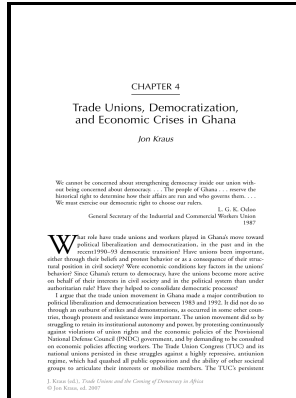 CHAPTER 4
Trade Unions, Democratization,
and Economic Crises in Ghana
Jon Kraus
We cannot be concerned about strengthening democracy inside our union with-
out being concerned about democracy. . . . The people of Ghana . . . reserve the
historical right to determine how their affairs are run and who governs them. . . .
We must exercise our democratic right to choose our rulers.
L. G. K. Ocloo
General Secretary of the Industrial and Commercial Workers Union
1987
What role have trade unions and workers played in Ghana's move toward
political liberalization and democratization, in the past and in the
recent1990–93 democratic transition? Have unions been important,
either through their beliefs and protest behavior or as a consequence of their struc-
tural position in civil society? Were economic conditions key factors in the unions'
behavior? Since Ghana's return to democracy, have the unions become more active
on behalf of their interests in civil society and in the political system than under
authoritarian rule? Have they helped to consolidate democratic processes?
I argue that the trade union movement in Ghana made a major contribution to
political liberalization and democratization between 1983 and 1992. It did not do so
through an outburst of strikes and demonstrations, as occurred in some other coun-
tries, though protests and resistance were important. The union movement did so by
struggling to retain its institutional autonomy and power, by protesting continuously
against violations of union rights and the economic policies of the Provisional
National Defense Council (PNDC) government, and by demanding to be consulted
on economic policies affecting workers. The Trade Union Congress (TUC) and its
national unions persisted in these struggles against a highly repressive, antiunion
regime, which had quashed all public opposition and the ability of other societal
groups to articulate their interests or mobilize members. The TUC's persistent
J. Kraus (ed.), Trade Unions and the Coming of Democracy in Africa
© Jon Kraus, ed. 2007